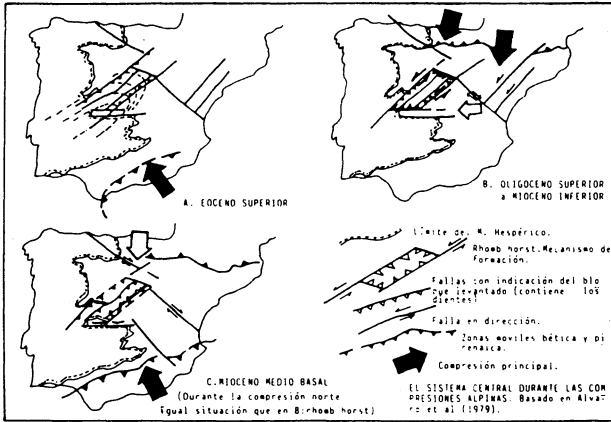 A. EOCENO SUPERIOR
B. OLIGOCENO SUPERIOR
a MIOCENO INFERIOR
C.MIOCENO MEDIO BASAL
(Durante la compresión norte
igual situación que en B:rhomb horst)
Límite del M. Hespérico.
Rhomb horst.Mecanismo de
formación.
Fallas con indicación del blo
que levantado (contiene los
dientes)
Falla en dirección.
Zonas moviles bética y pi
renaica.
Compresión principal.
EL SISTEMA CENTRAL DURANTE LAS COM
PRESIONES ALPINAS. Basado en Alva-
ro et al (1979).